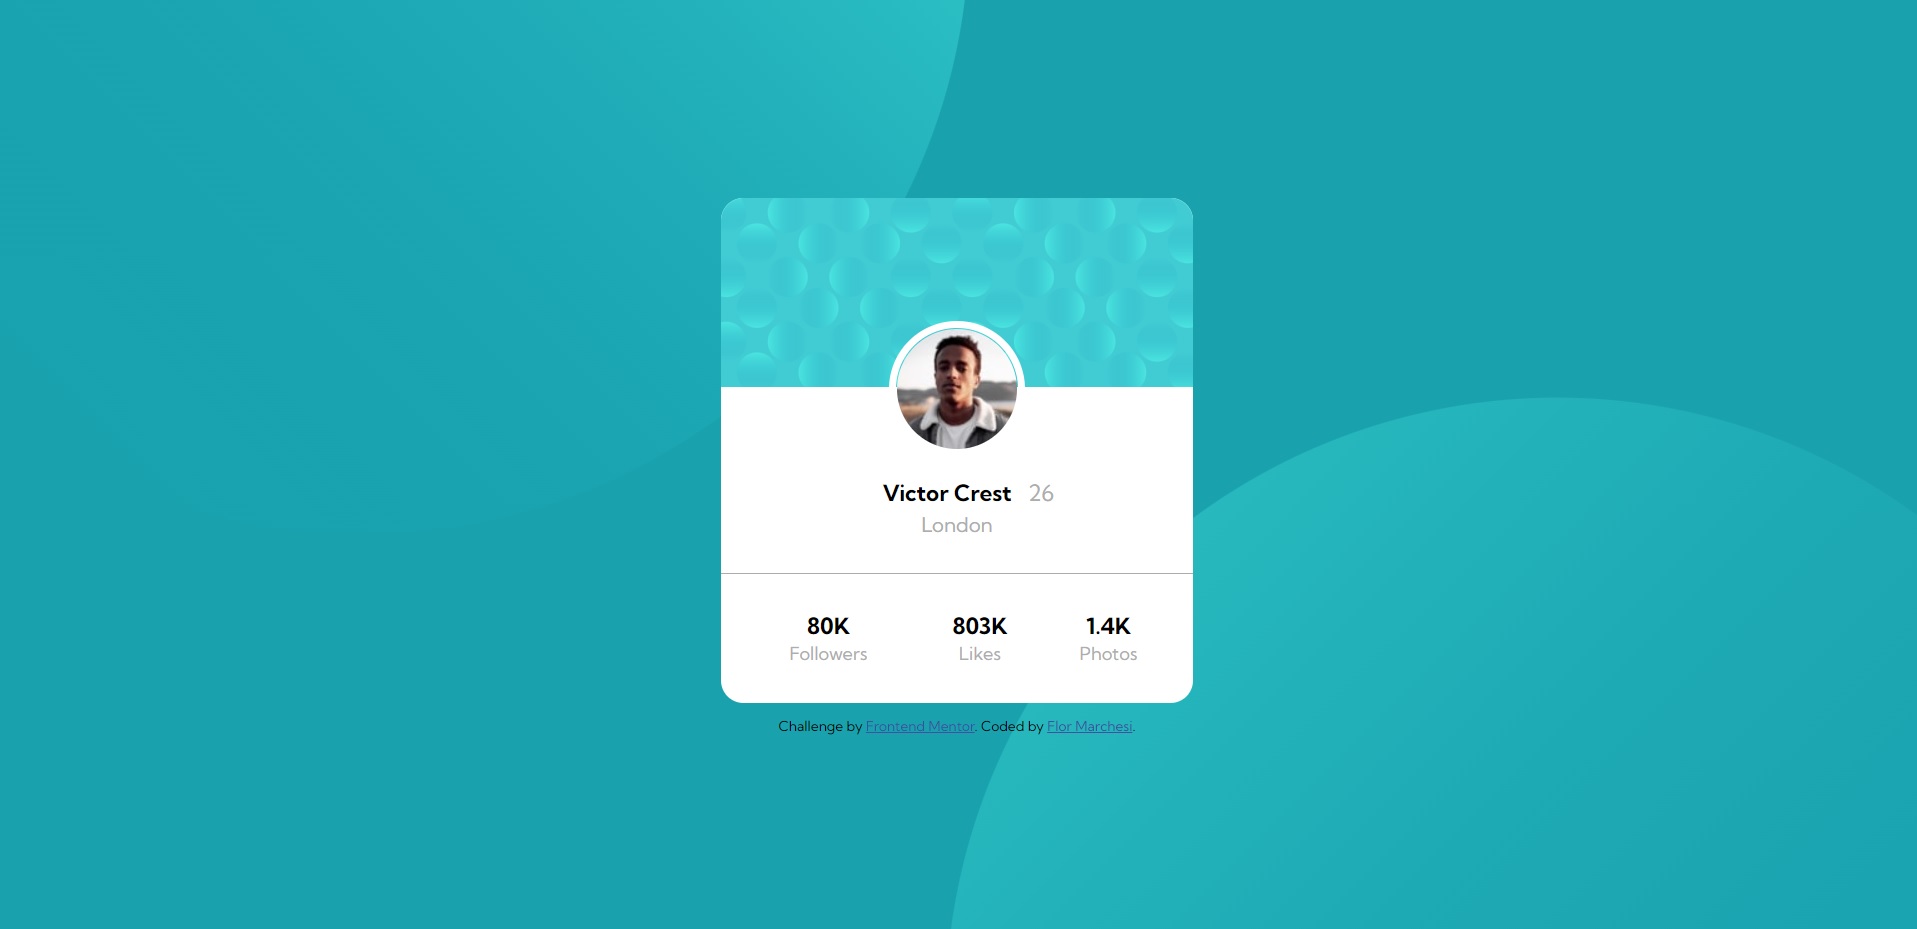 Victor Crest 26
London
80K 803K 1.4K
Followers Likes Photos
Challenge by Frontend Mentor. Coded by Flor Marchesi.